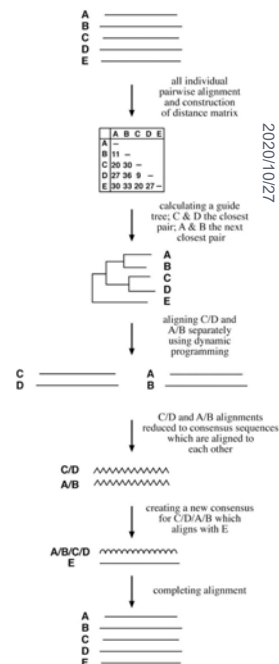 A
B
C
D
E
all individual
pairwise alignment
and construction
of distance matrix
A B C D E
A –
B 11 –
C 20 30 –
D 27 36 9 –
E 30 33 20 27 –
2020/10/27
calculating a guide
tree; C & D the closest
pair; A & B the next
closest pair
A
B
C
D
E
aligning C/D and
A/B separately
using dynamic
programming
C A
D B
C/D and A/B alignments
reduced to consensus sequences
which are aligned to
each other
C/D
A/B
creating a new consensus
for C/D/A/B which
aligns with E
A/B/C/D
E
completing alignment
A
B
C
D
E